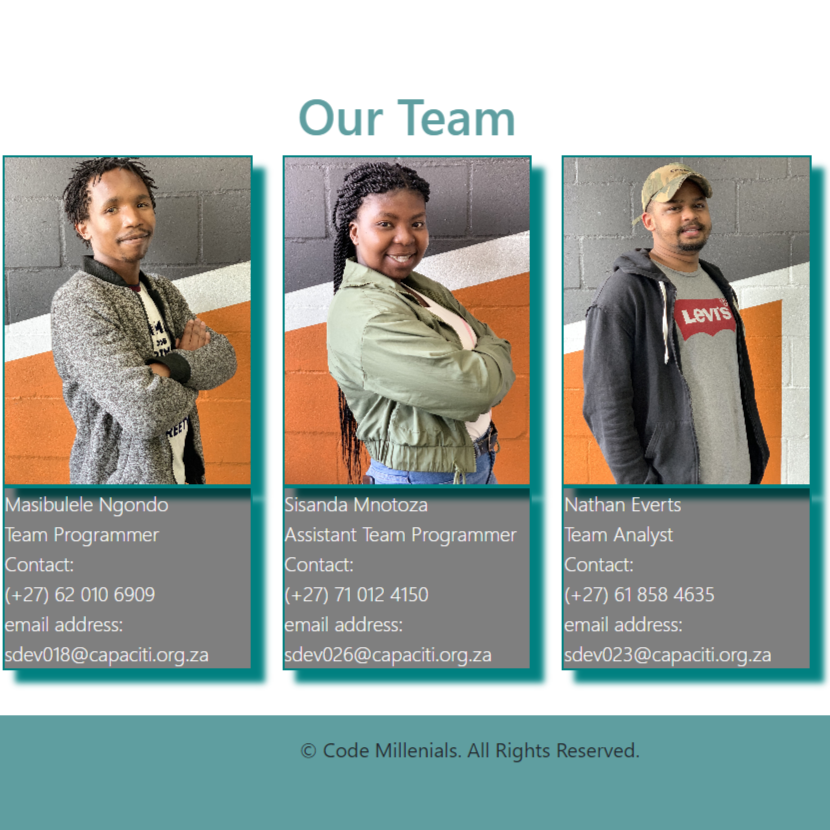 Our Team
LEVI'S
Masibulele Ngondo
Team Programmer
Contact:
(+27) 62 010 6909
email address:
sdev018@capaciti.org.za
Sisanda Mnotoza
Assistant Team Programmer
Contact:
(+27) 71 012 4150
email address:
sdev026@capaciti.org.za
Nathan Everts
Team Analyst
Contact:
(+27) 61 858 4635
email address:
sdev023@capaciti.org.za
© Code Millenials. All Rights Reserved.